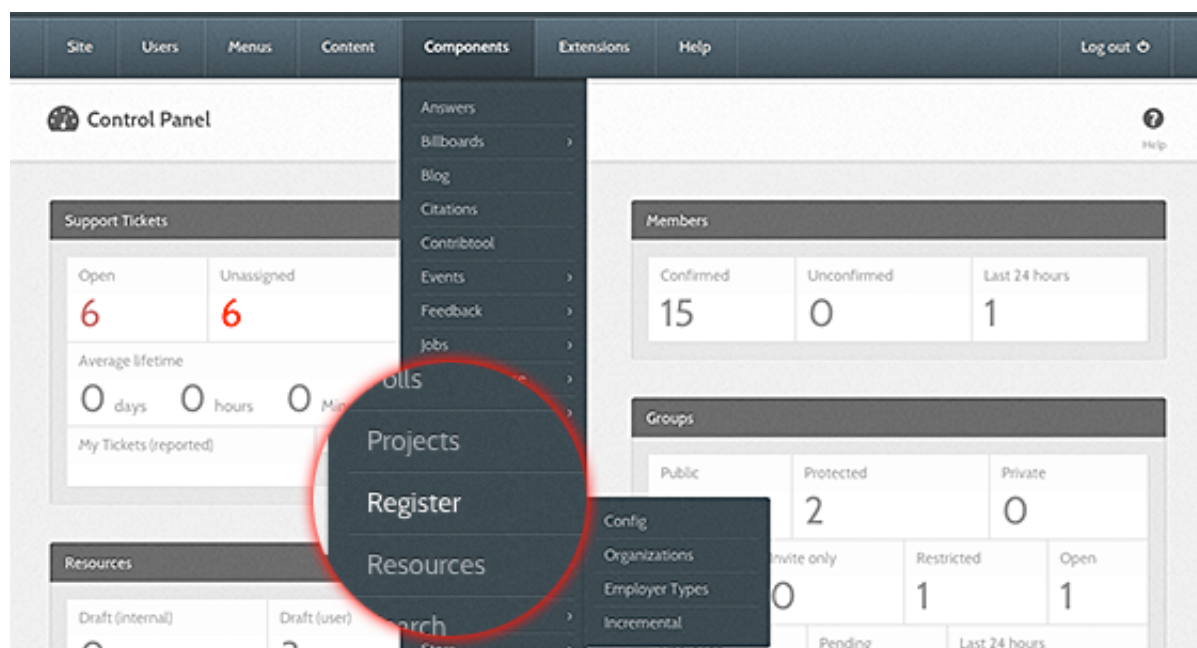 Site Users Menus Content Components Extensions Help Log out
Control Panel
Help
Answers
Billboards
Blog
Citations
Contribtool
Events
Feedback
Jobs
Projects
Register
Resources
Config
Organizations
Employer Types
Incremental
Support Tickets
Open Unassigned
6 6
Average lifetime
0 days 0 hours 0
My Tickets (reported)
Resources
Draft (internal) Draft (user)
Members
Confirmed Unconfirmed Last 24 hours
15 0 1
Groups
Public Protected Private
2 0
only Restricted Open
0 1 1
Pending Last 24 hours